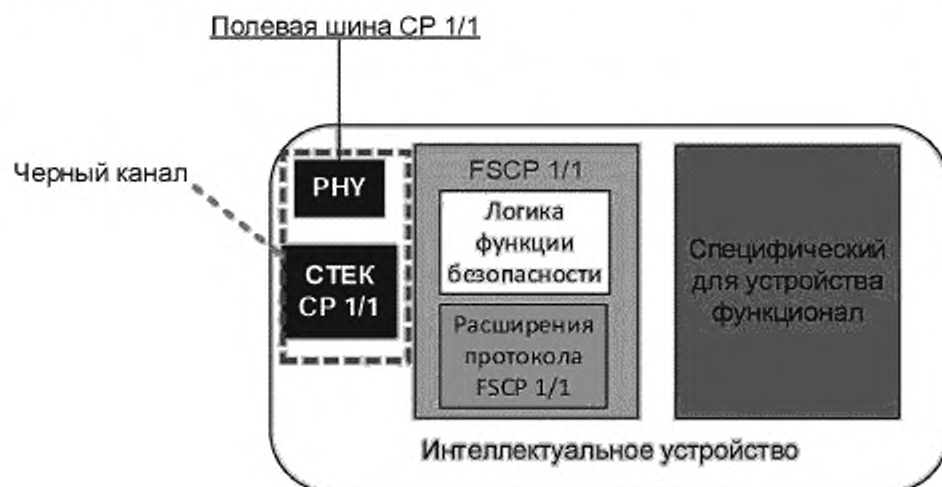 Полевая шина CP 1/1
Черный канал
PHY
СТЕК
CP 1/1
FSCP 1/1
Логика
функции
безопасности
Расширения
протокола
FSCP 1/1
Специфический
для устройства
функционал
Интеллектуальное устройство